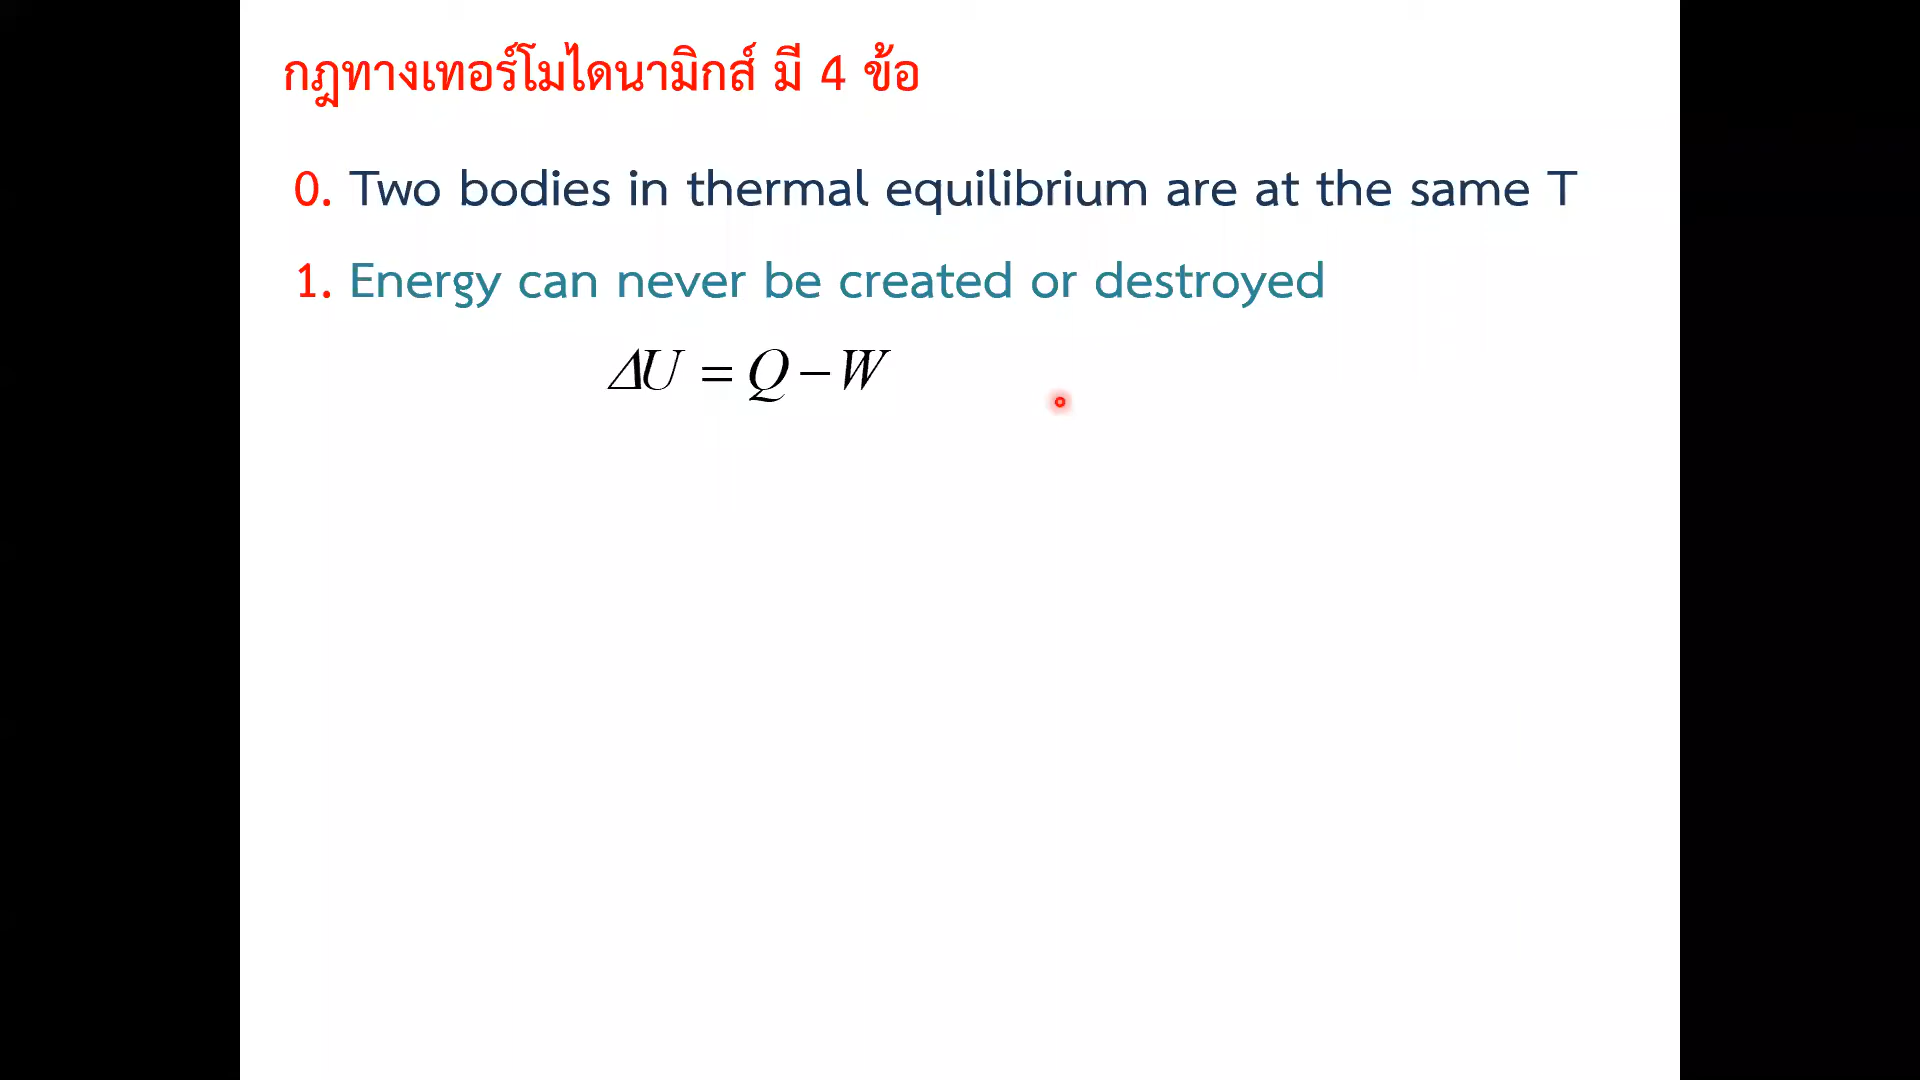 กฎทางเทอร์โมไดนามิกส์ มี 4 ข้อ
0. Two bodies in thermal equilibrium are at the same T
1. Energy can never be created or destroyed
ΔU = Q − W